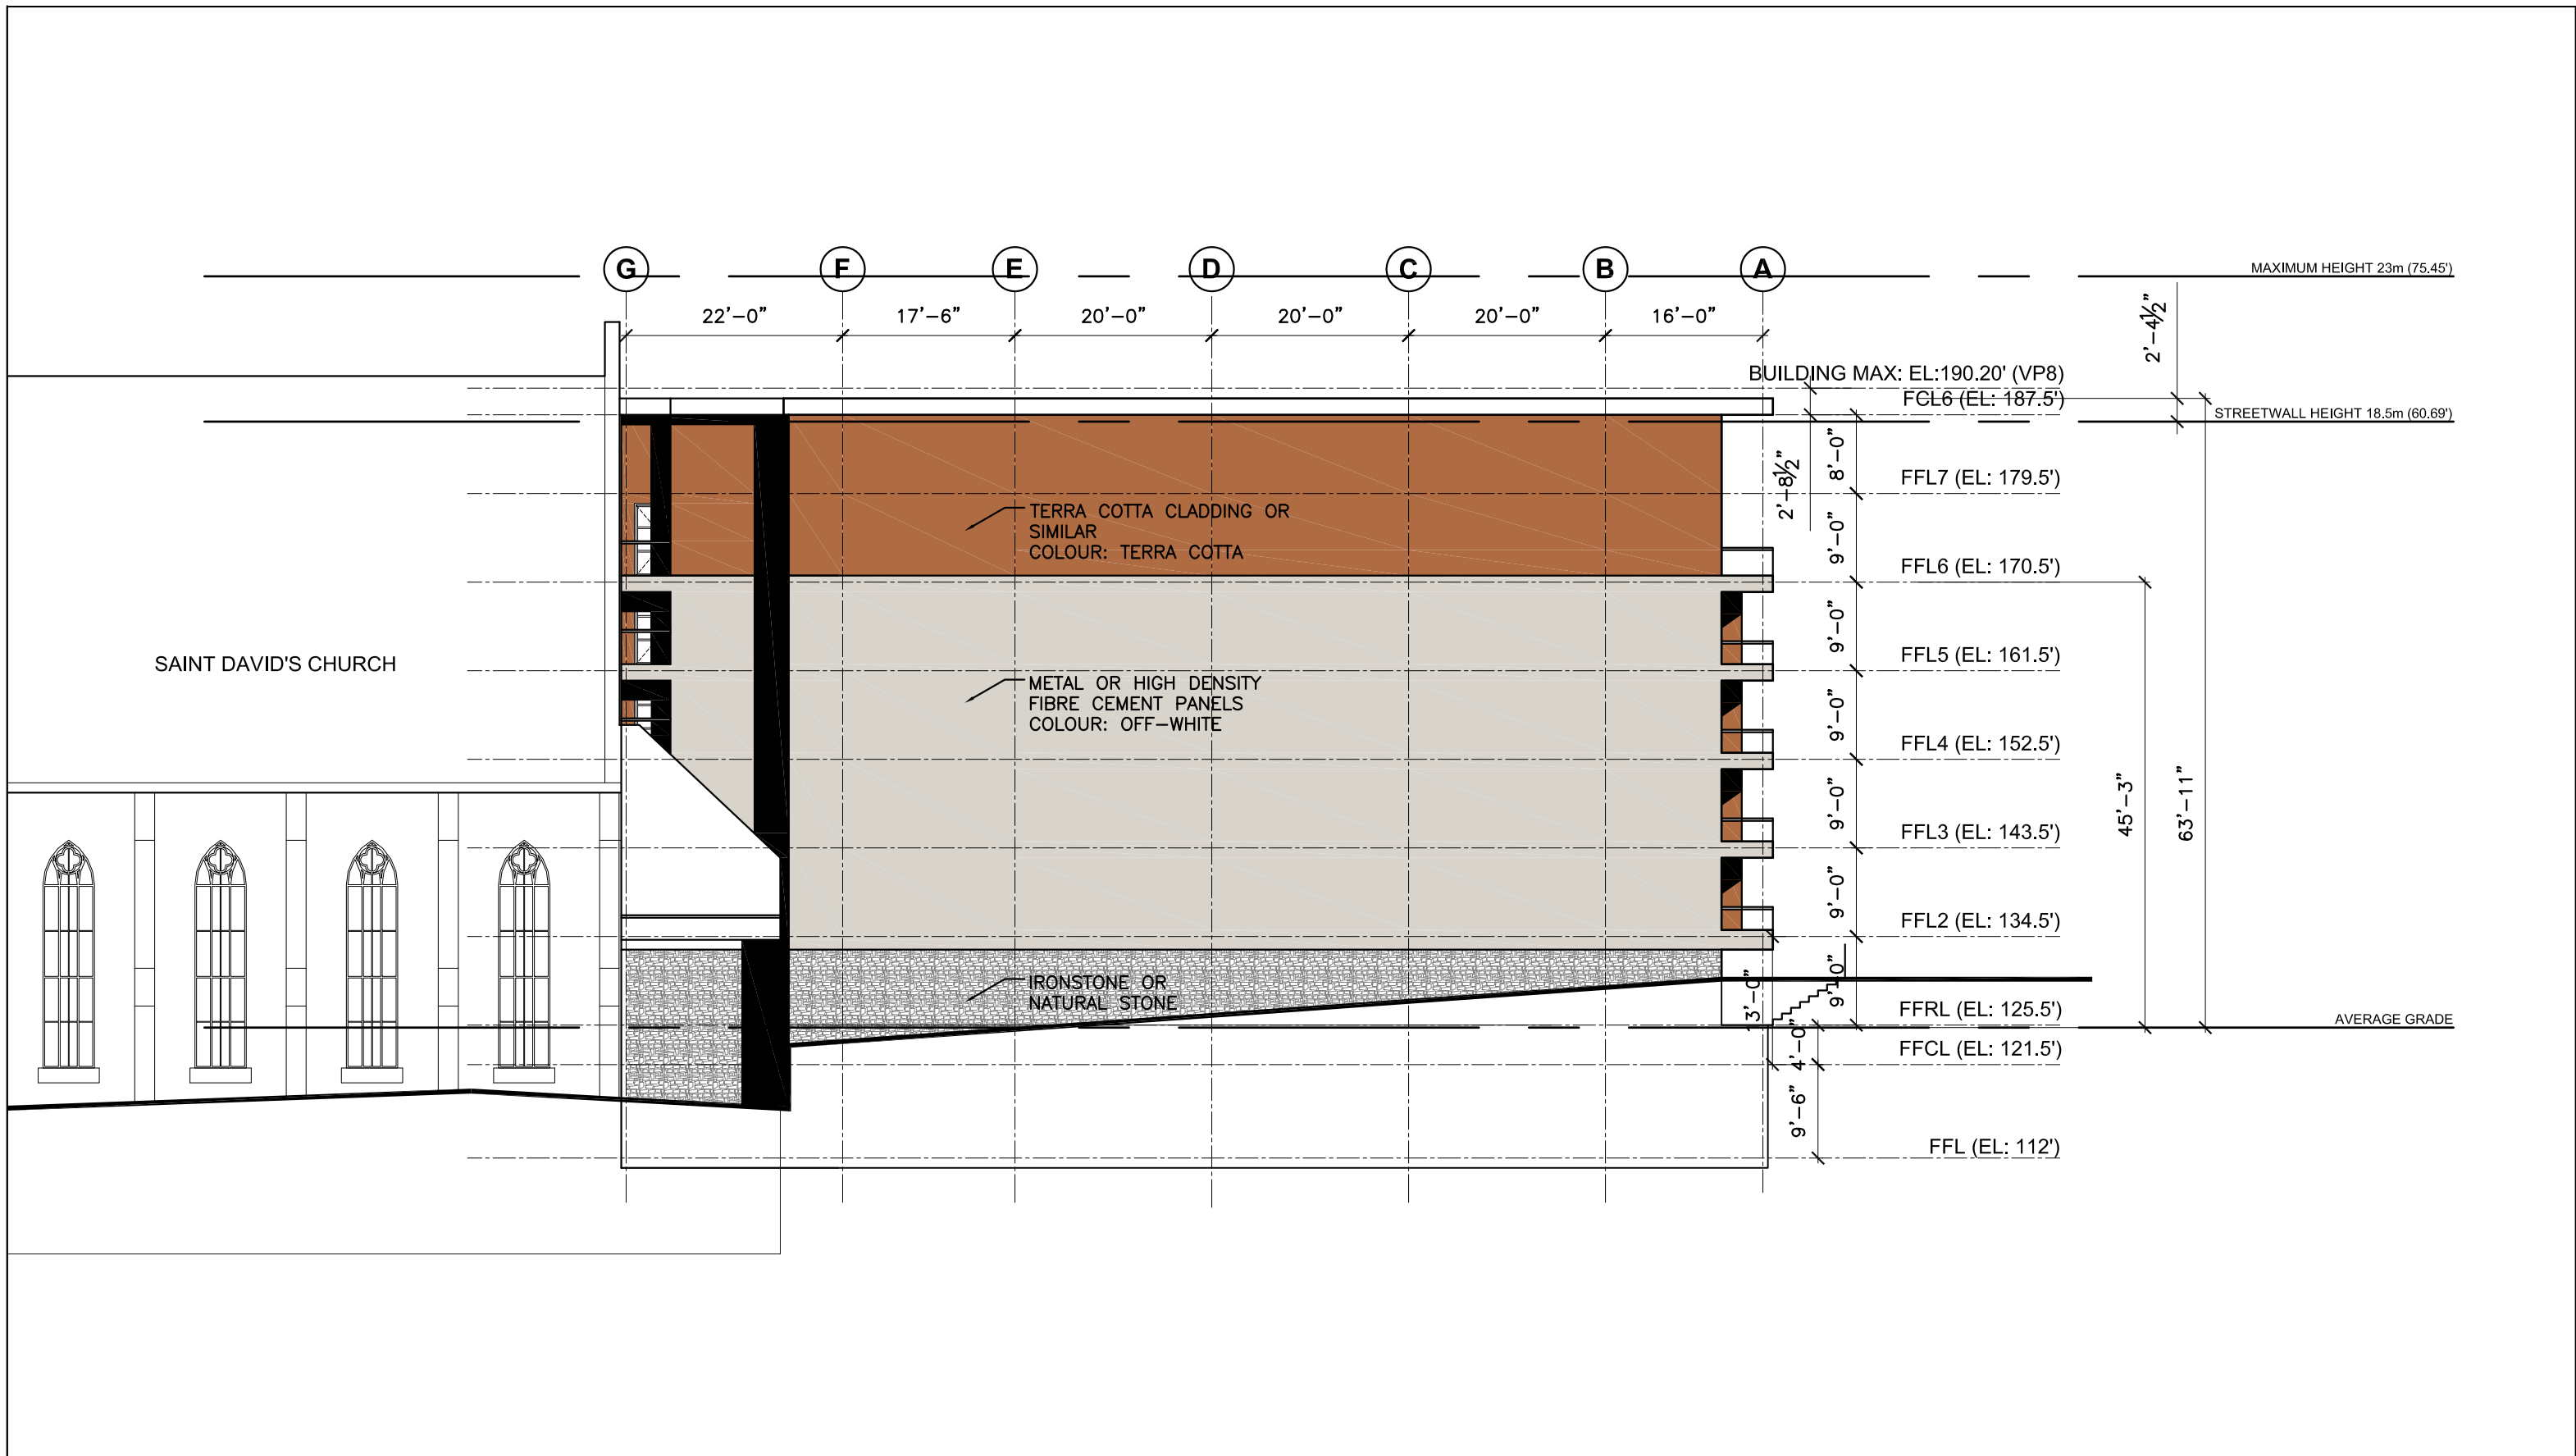 G
F
E
D
C
B
A
MAXIMUM HEIGHT 23m (75.45')
22'-0"
17'-6"
20'-0"
20'-0"
20'-0"
16'-0"
2'-4½"
BUILDING MAX: EL:190.20' (VP8)
FCL6 (EL: 187.5')
STREETWALL HEIGHT 18.5m (60.69')
8'-0"
2'-8½"
FFL7 (EL: 179.5')
TERRA COTTA CLADDING OR
SIMILAR
COLOUR: TERRA COTTA
9'-0"
FFL6 (EL: 170.5')
9'-0"
SAINT DAVID'S CHURCH
FFL5 (EL: 161.5')
METAL OR HIGH DENSITY
FIBRE CEMENT PANELS
COLOUR: OFF-WHITE
9'-0"
FFL4 (EL: 152.5')
9'-0"
45'-3"
63'-11"
FFL3 (EL: 143.5')
9'-0"
FFL2 (EL: 134.5')
IRONSTONE OR
NATURAL STONE
9'-0"
FFRL (EL: 125.5')
AVERAGE GRADE
4'-0"
FFCL (EL: 121.5')
9'-6"
FFL (EL: 112')